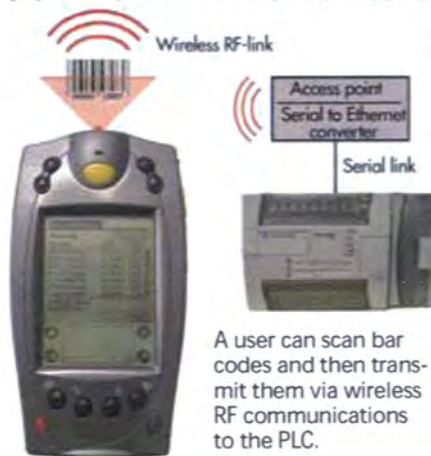 Wireless RF-link
Access point
Serial to Ethernet
converter
Serial link
A user can scan bar
codes and then trans-
mit them via wireless
RF communications
to the PLC.